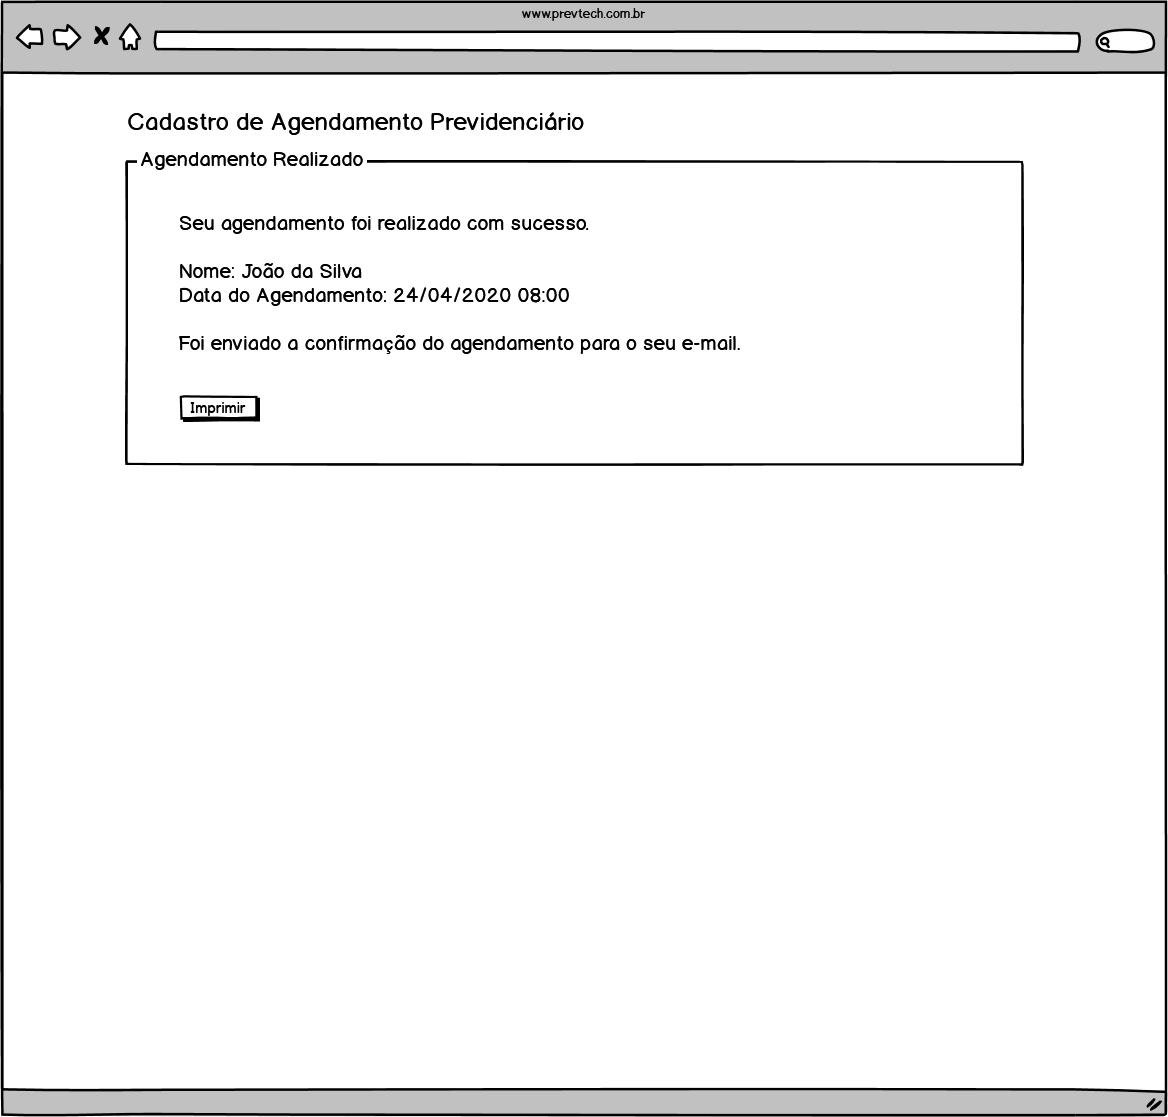 www.prevtech.com.br
Cadastro de Agendamento Previdenciário
Agendamento Realizado
Seu agendamento foi realizado com sucesso.
Nome: João da Silva
Data do Agendamento: 24/04/2020 08:00
Foi enviado a confirmação do agendamento para o seu e-mail.
Imprimir